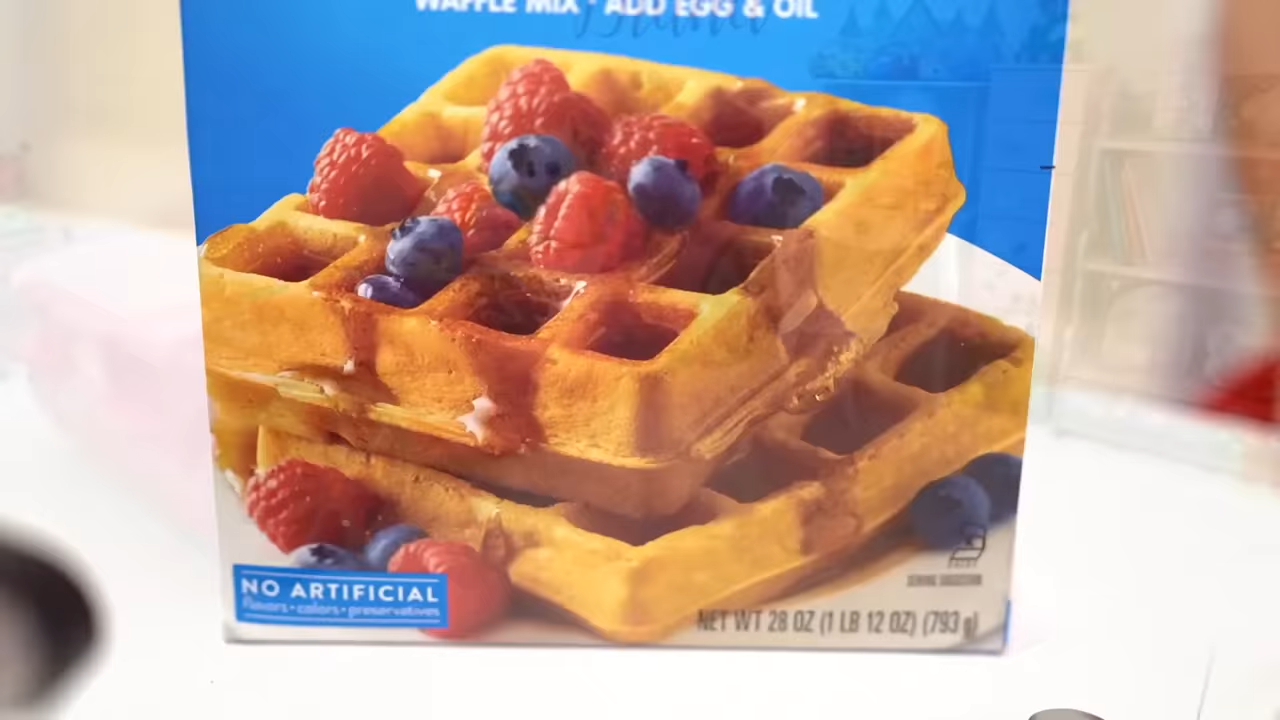 WAFFLE MIX • ADD EGG & OIL
NO ARTIFICIAL
flavors • colors • preservatives
NET WT 28 OZ (1 LB 12 OZ) (793 g)